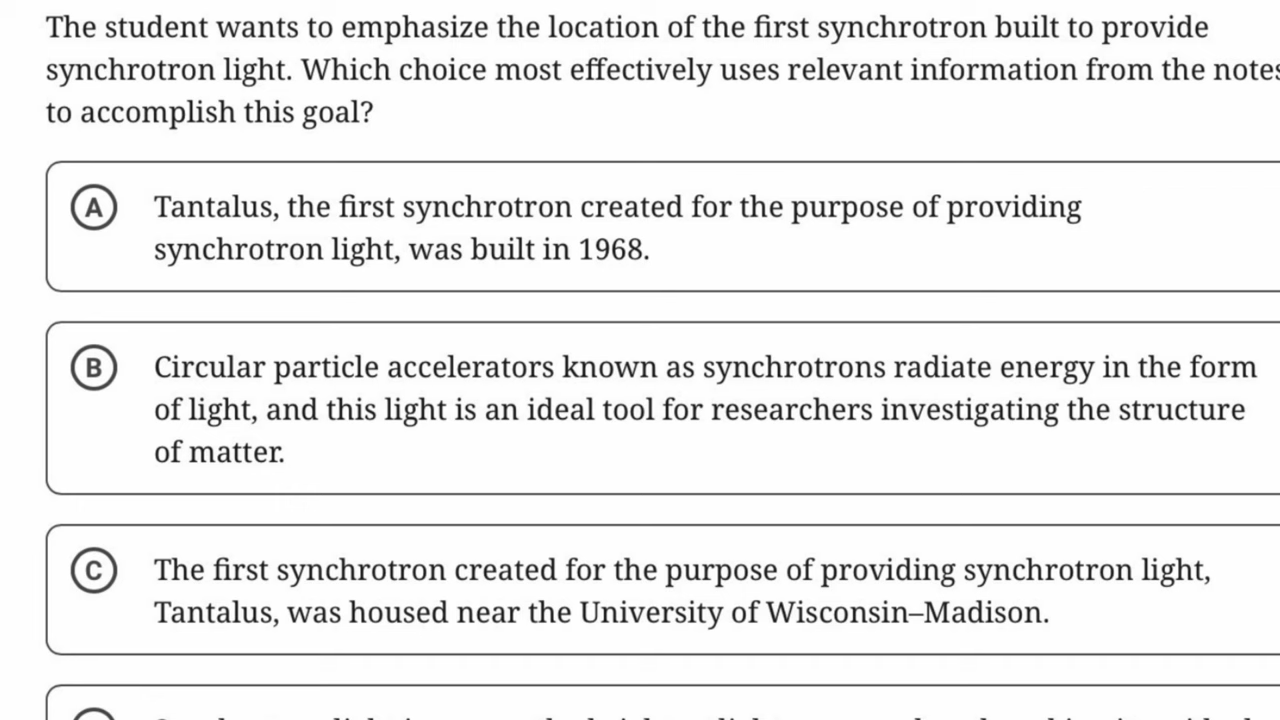 The student wants to emphasize the location of the first synchrotron built to provide
synchrotron light. Which choice most effectively uses relevant information from the notes
to accomplish this goal?
A Tantalus, the first synchrotron created for the purpose of providing
synchrotron light, was built in 1968.
B Circular particle accelerators known as synchrotrons radiate energy in the form
of light, and this light is an ideal tool for researchers investigating the structure
of matter.
C The first synchrotron created for the purpose of providing synchrotron light,
Tantalus, was housed near the University of Wisconsin–Madison.